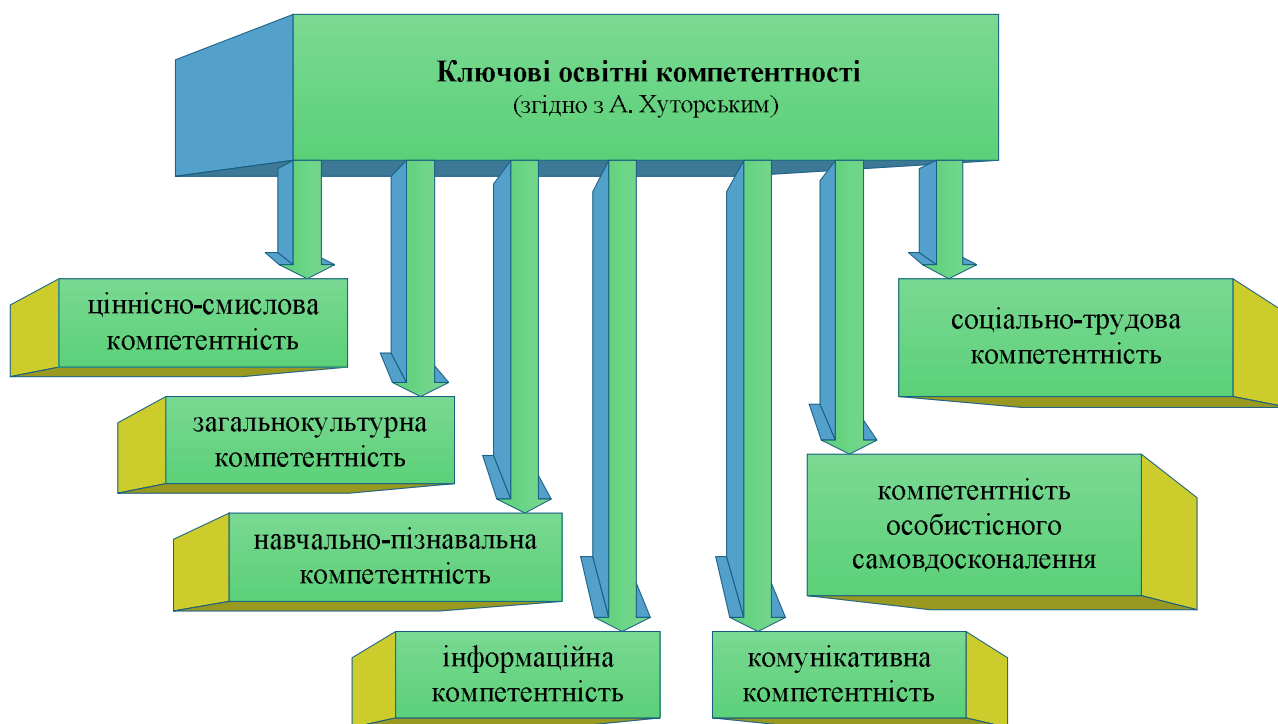 Ключові освітні компетентності
(згідно з А. Хуторським)
ціннісно-смислова
компетентність
загальнокультурна
компетентність
навчально-пізнавальна
компетентність
інформаційна
компетентність
комунікативна
компетентність
компетентність
особистісного
самовдосконалення
соціально-трудова
компетентність